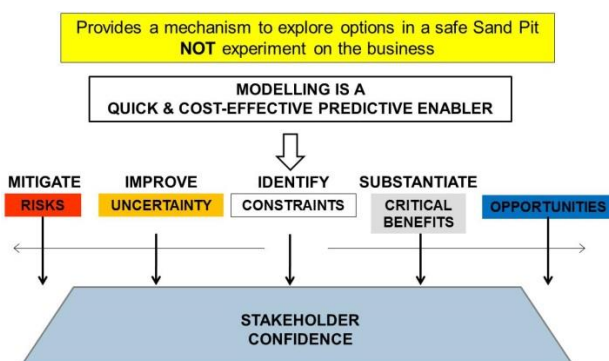 Provides a mechanism to explore options in a safe Sand Pit
NOT experiment on the business
MODELLING IS A
QUICK & COST-EFFECTIVE PREDICTIVE ENABLER
MITIGATE
RISKS
IMPROVE
UNCERTAINTY
IDENTIFY
CONSTRAINTS
SUBSTANTIATE
CRITICAL
BENEFITS
OPPORTUNITIES
STAKEHOLDER
CONFIDENCE